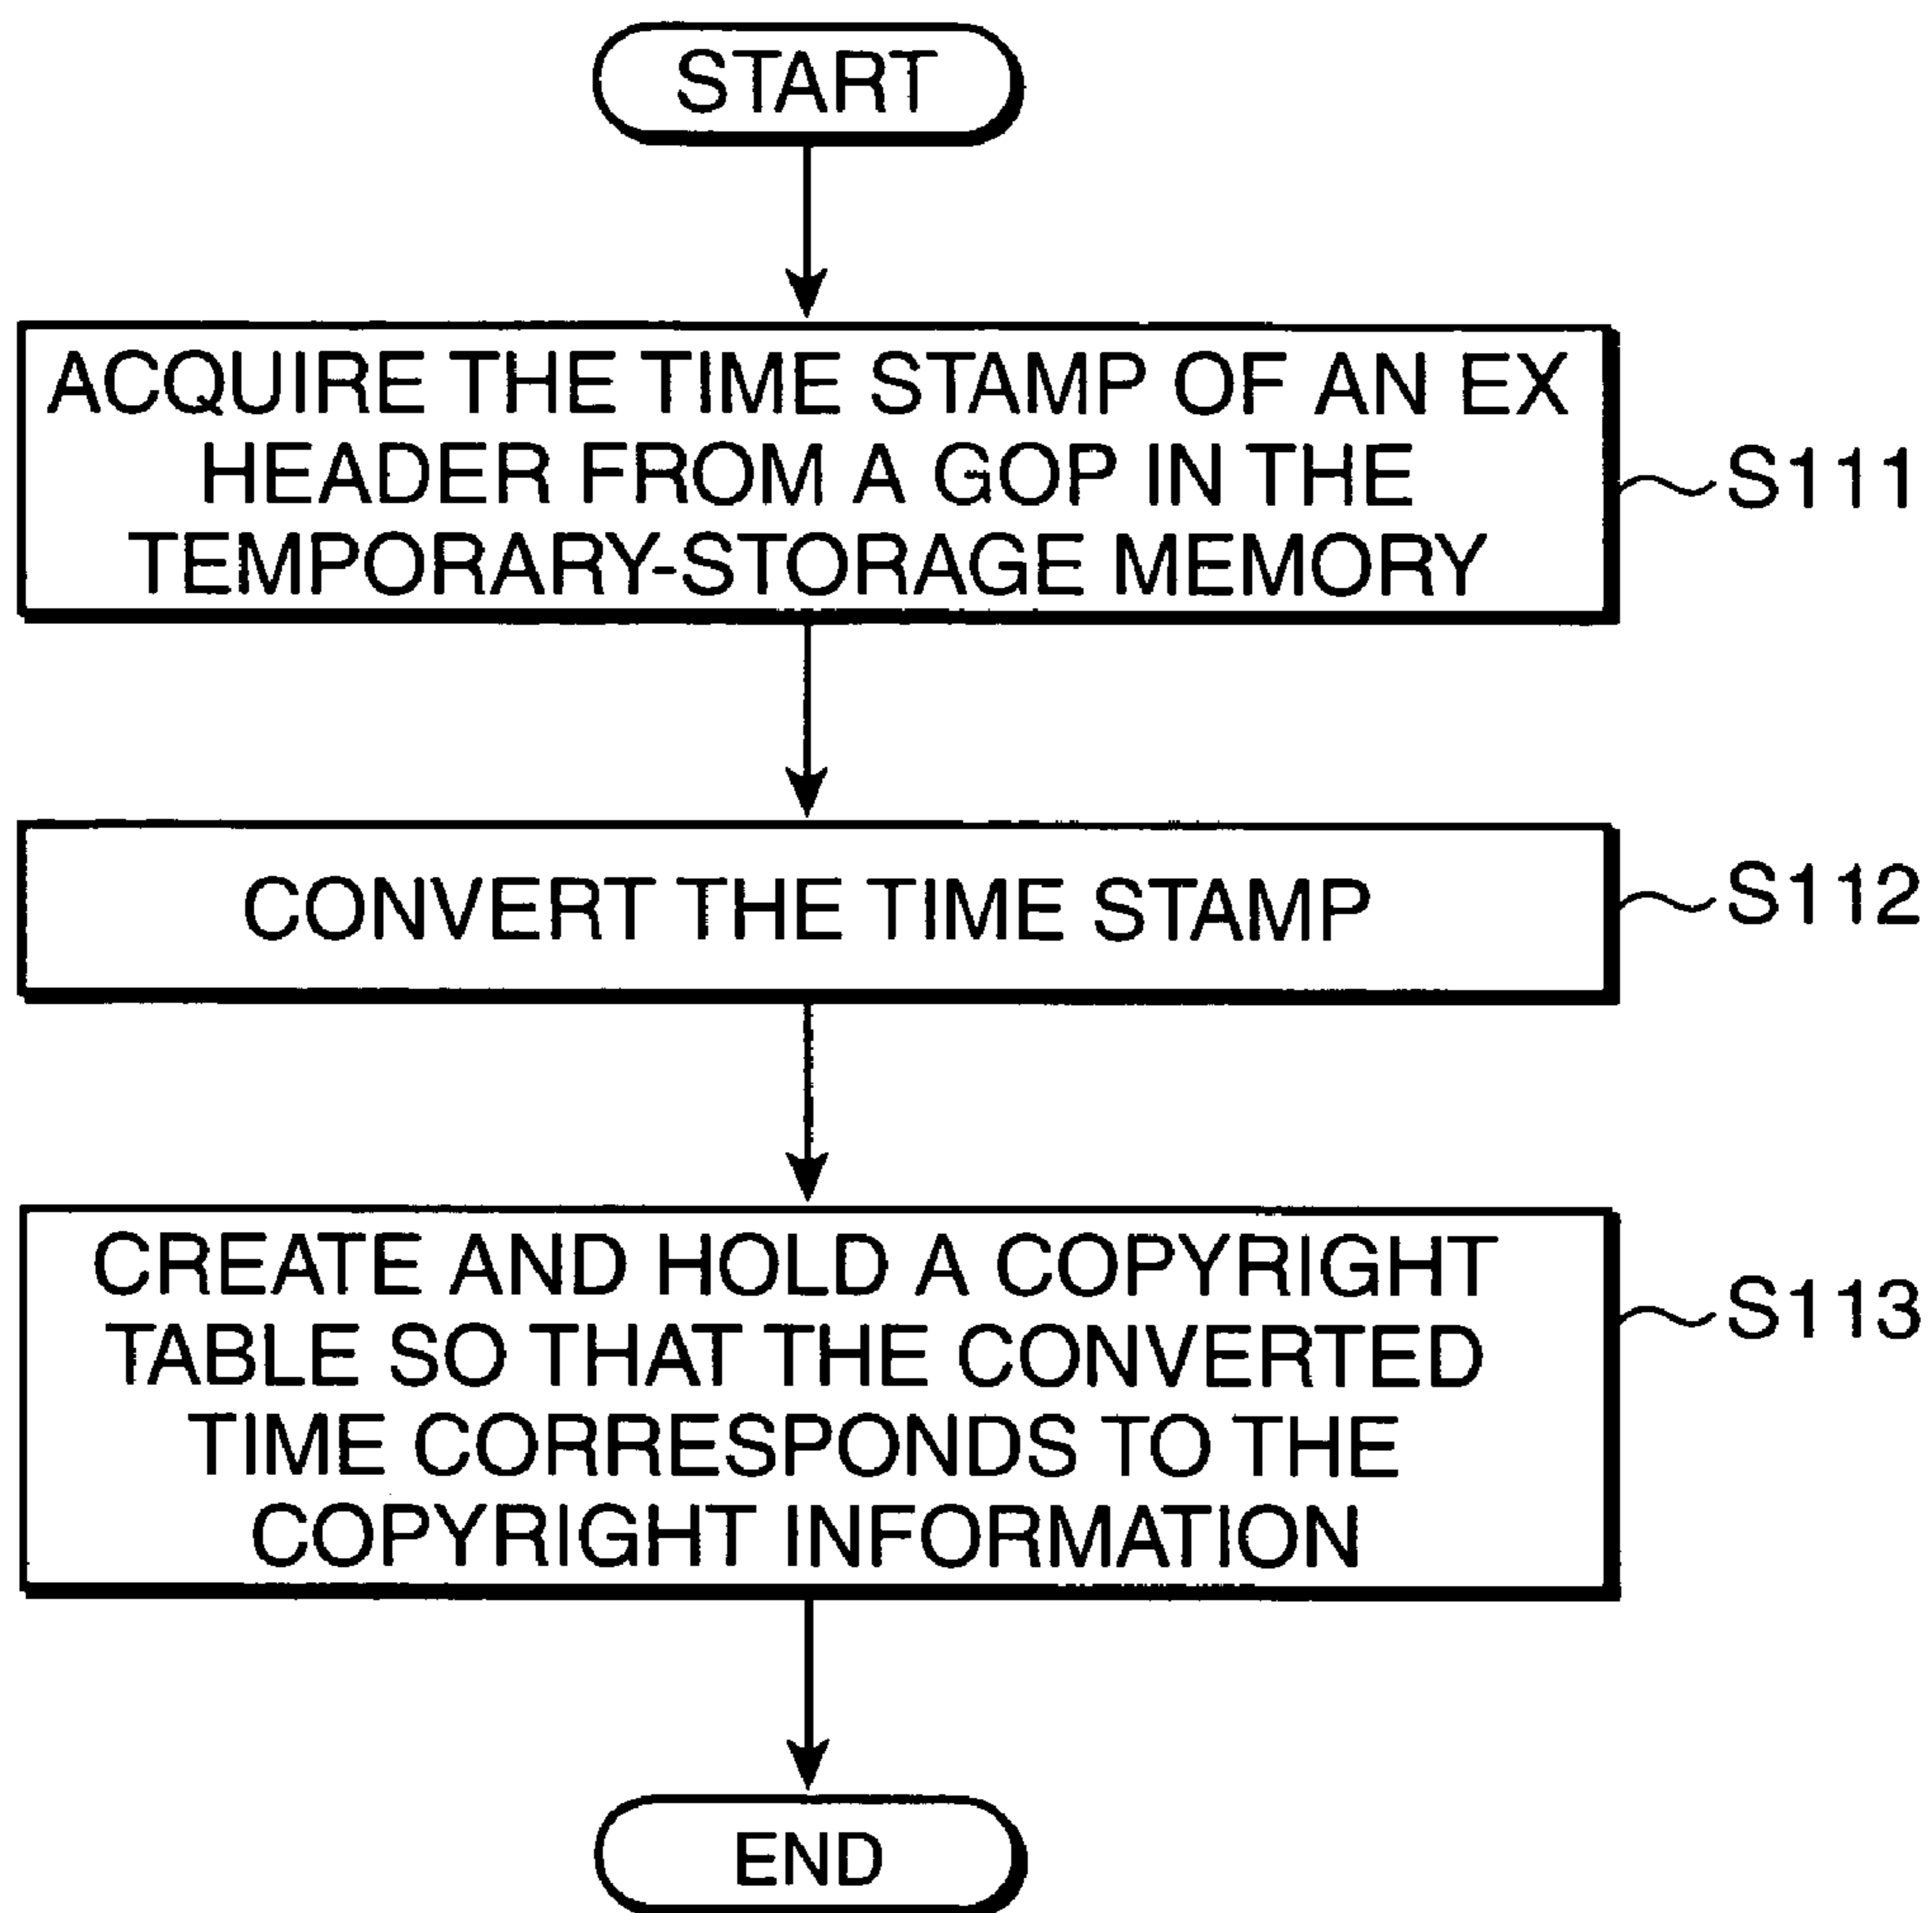 START
ACQUIRE THE TIME STAMP OF AN EX
HEADER FROM A GOP IN THE
TEMPORARY-STORAGE MEMORY
S111
CONVERT THE TIME STAMP
S112
CREATE AND HOLD A COPYRIGHT
TABLE SO THAT THE CONVERTED
TIME CORRESPONDS TO THE
COPYRIGHT INFORMATION
S113
END